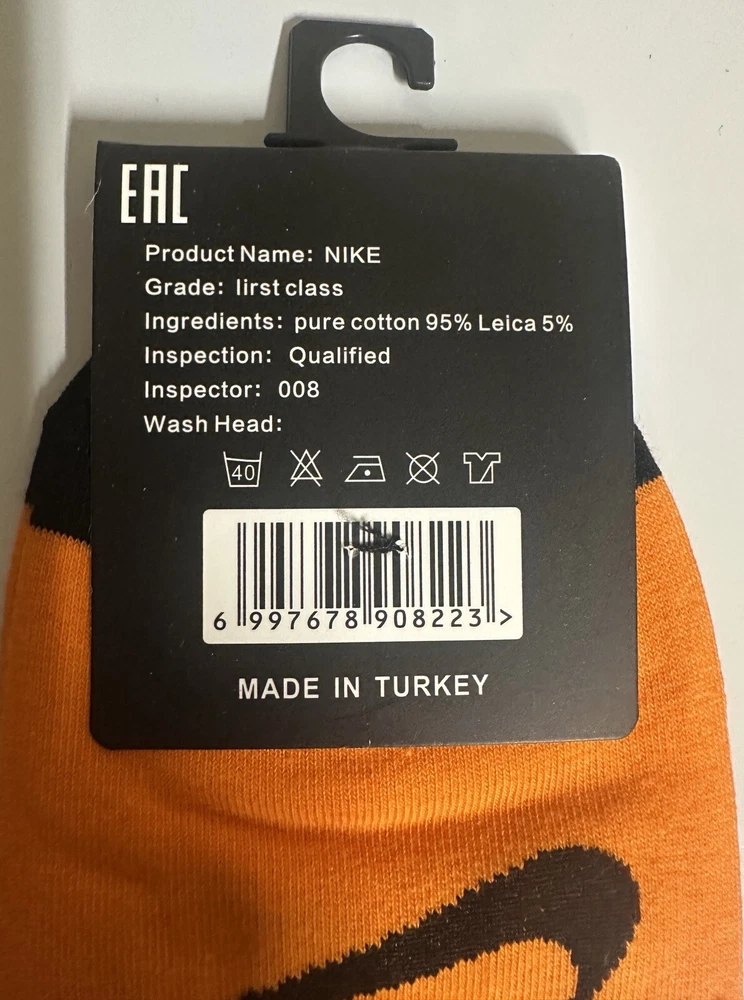 EAC
Product Name: NIKE
Grade: lirst class
Ingredients: pure cotton 95% Leica 5%
Inspection: Qualified
Inspector: 008
Wash Head:
40
6 997678 908223 >
MADE IN TURKEY